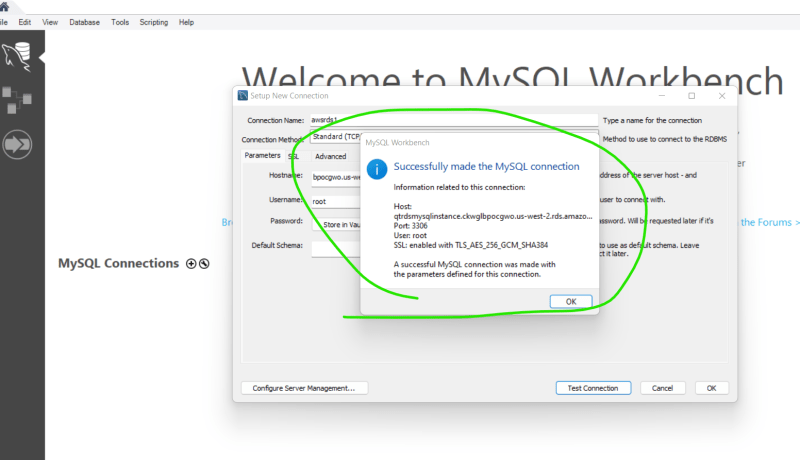 Edit View Database Tools Scripting Help
Welcome to MySQL Workbench
Setup New Connection
Connection Name: awsrds1 Type a name for the connection
Connection Method: Standard (TCP Method to use to connect to the RDBMS
Parameters SSL Advanced
MySQL Workbench
Successfully made the MySQL connection
Information related to this connection:
Host:
qtrdsmysqlinstance.ckwglbpocgwo.us-west-2.rds.amazo...
Port: 3306
User: root
SSL: enabled with TLS_AES_256_GCM_SHA384
A successful MySQL connection was made with
the parameters defined for this connection.
OK
Hostname: bpocgwo.us-we address of the server host - and
Username: root user to connect with.
Password: Store in Vau Will be requested later if it's
Default Schema: to use as default schema. Leave
it later.
the Forums >
MySQL Connections
Configure Server Management... Test Connection Cancel OK